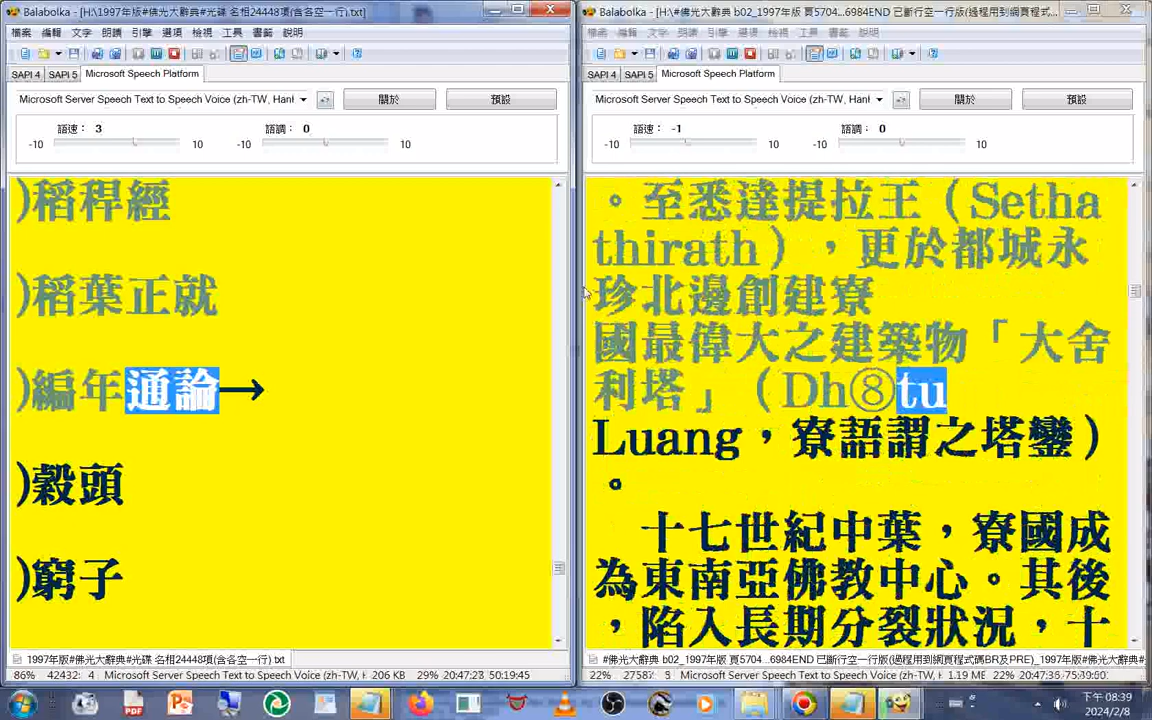 Balabolka - [H:\1997年版#佛光大辭典#光碟 名相24448項(含各空一行).txt]
檔案 編輯 文字 朗讀 引擎 選項 檢視 工具 書籤 說明
SAPI 4 SAPI 5 Microsoft Speech Platform
Microsoft Server Speech Text to Speech Voice (zh-TW, Hanl
關於
預設
語速： 3
語調： 0
-10 10 -10 10
)稻稈經
)稻葉正就
)編年通論→
)穀頭
)窮子
1997年版#佛光大辭典#光碟 名相24448項(含各空一行).txt
86% 42432: 4 Microsoft Server Speech Text to Speech Voice (zh-TW, Han 206 KB 29% 20:47:23 50:19:45
Balabolka - [H:\#佛光大辭典 b02_1997年版 頁5704...6984END 已斷行空一行版(過程用到網頁程式...
檔案 編輯 文字 朗讀 引擎 選項 檢視 工具 書籤 說明
SAPI 4 SAPI 5 Microsoft Speech Platform
Microsoft Server Speech Text to Speech Voice (zh-TW, Hanl
關於
預設
語速： -1
語調： 0
-10 10 -10 10
。至悉達提拉王（Setha
thirath），更於都城永
珍北邊創建寮
國最偉大之建築物「大舍
利塔」（Dh⑧tu
Luang，寮語謂之塔鑾）
。
十七世紀中葉，寮國成
為東南亞佛教中心。其後
，陷入長期分裂狀況，十
#佛光大辭典 b02_1997年版 頁5704...6984END 已斷行空一行版(過程用到網頁程式碼BR及PRE)_1997年版#
22% Microsoft Server Speech Text to Speech Voice (zh-TW, Han 1.19 ME 22%
下午 08:39
2024/2/8